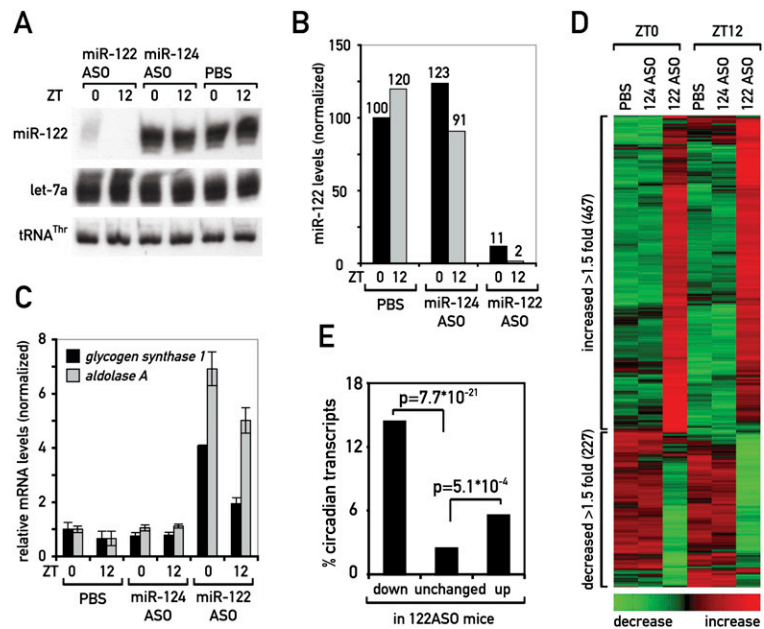 A
miR-122 ASO
miR-124 ASO
PBS
ZT 0 12 0 12 0 12
miR-122
let-7a
tRNAThr
B
miR-122 levels (normalized)
150
100
50
0
100
120
123
91
11
2
ZT 0 12 0 12 0 12
PBS
miR-124 ASO
miR-122 ASO
C
relative mRNA levels (normalized)
8
6
4
2
0
glycogen synthase 1
aldolase A
ZT 0 12 0 12 0 12
PBS
miR-124 ASO
miR-122 ASO
D
ZT0 ZT12
PBS
124 ASO
122 ASO
PBS
124 ASO
122 ASO
increased >1.5 fold (467)
decreased >1.5 fold (227)
decrease increase
E
% circadian transcripts
18
12
6
0
p=7.7*10-21
p=5.1*10-4
down unchanged up
in 122ASO mice